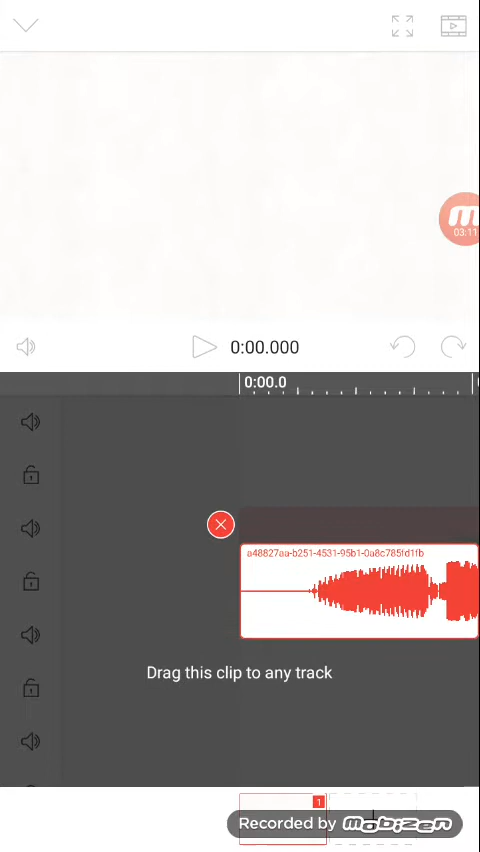 03:11
0:00.000
0:00.0
a48827aa-b251-4531-95b1-0a8c785fd1fb
Drag this clip to any track
1
Recorded by mobizen